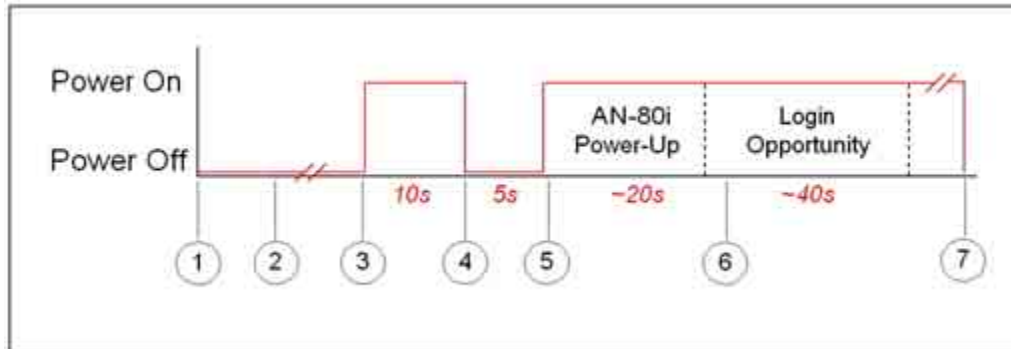 Power On
Power Off
AN-80i
Power-Up
Login
Opportunity
10s
5s
~20s
~40s
1
2
3
4
5
6
7